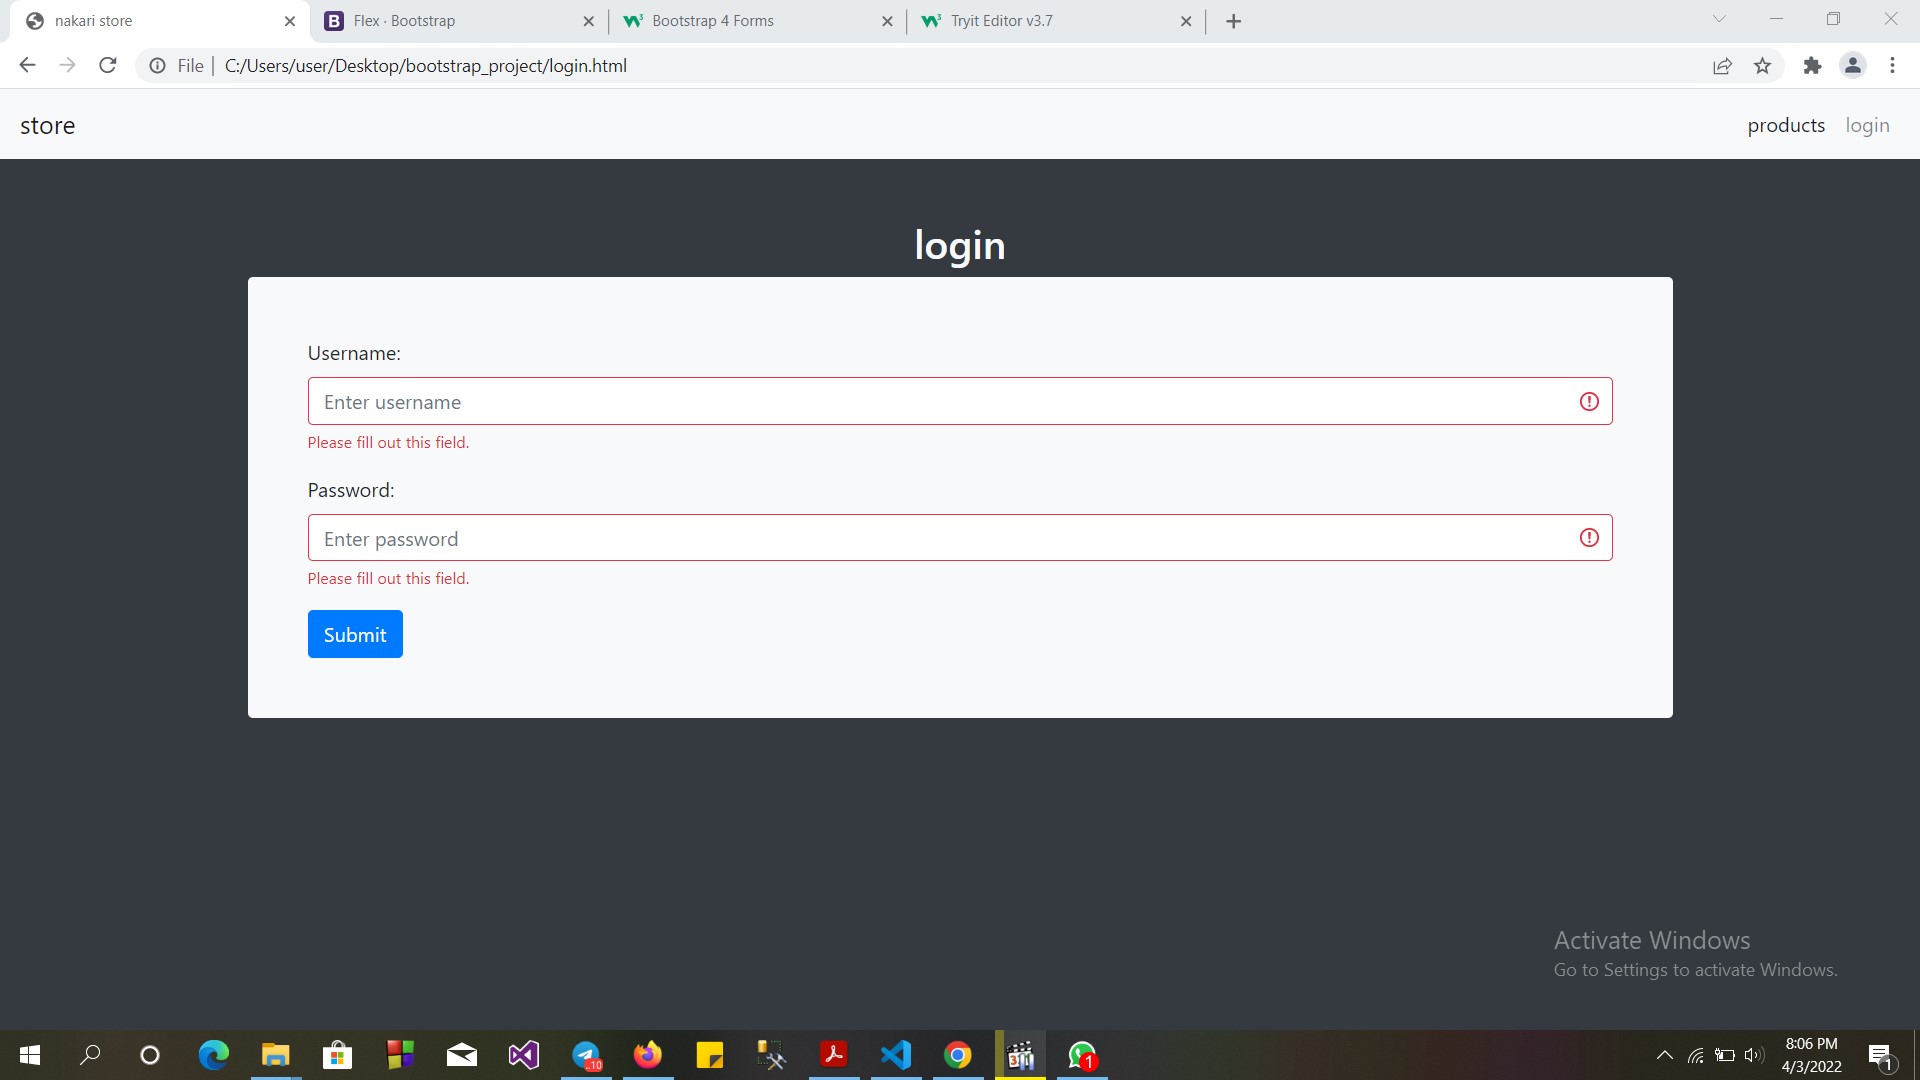 nakari store
Flex · Bootstrap
Bootstrap 4 Forms
Tryit Editor v3.7
File
C:/Users/user/Desktop/bootstrap_project/login.html
store
products
login
login
Username:
Enter username
Please fill out this field.
Password:
Enter password
Please fill out this field.
Submit
Activate Windows
Go to Settings to activate Windows.
8:06 PM
4/3/2022
..10
321
1
1